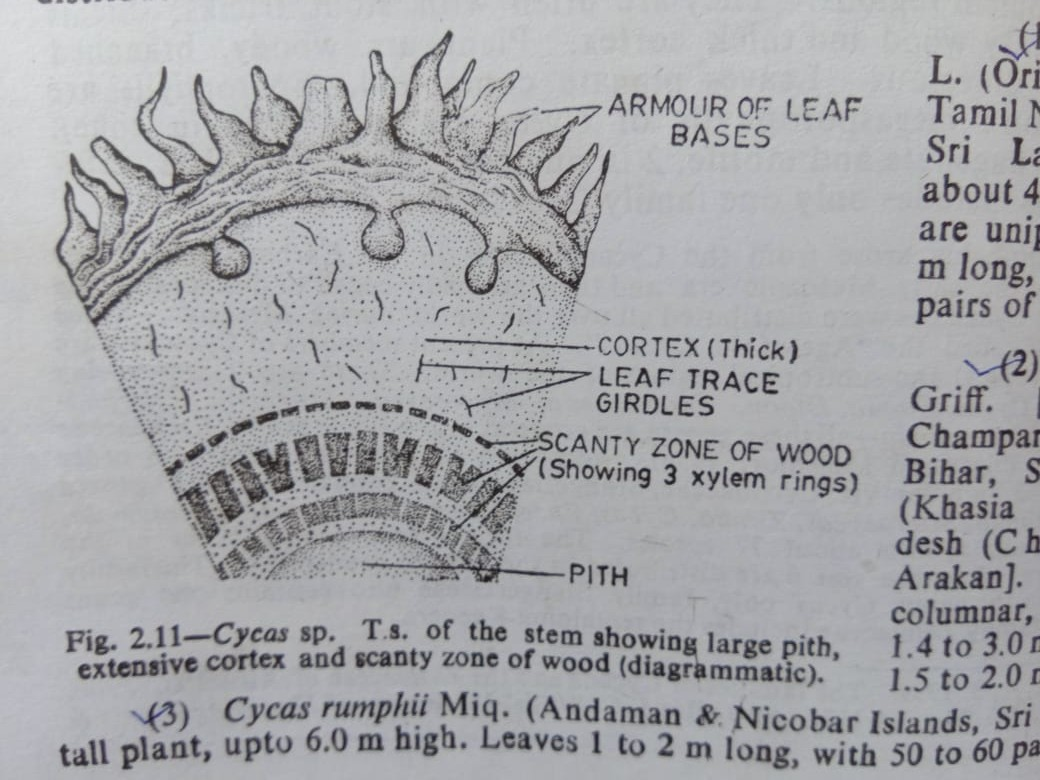 ARMOUR OF LEAF
BASES
CORTEX (Thick)
LEAF TRACE
GIRDLES
SCANTY ZONE OF WOOD
(Showing 3 xylem rings)
PITH
Fig. 2.11—Cycas sp. T.s. of the stem showing large pith,
extensive cortex and scanty zone of wood (diagrammatic).
L. (Ori
Tamil N
Sri La
about 4
are unip
m long,
pairs of
(2)
Griff.
Champar
Bihar, S
(Khasia
desh (Ch
Arakan].
columnar,
1.4 to 3.0 m
1.5 to 2.0 m
(3) Cycas rumphii Miq. (Andaman & Nicobar Islands, Sri
tall plant, upto 6.0 m high. Leaves 1 to 2 m long, with 50 to 60 pa